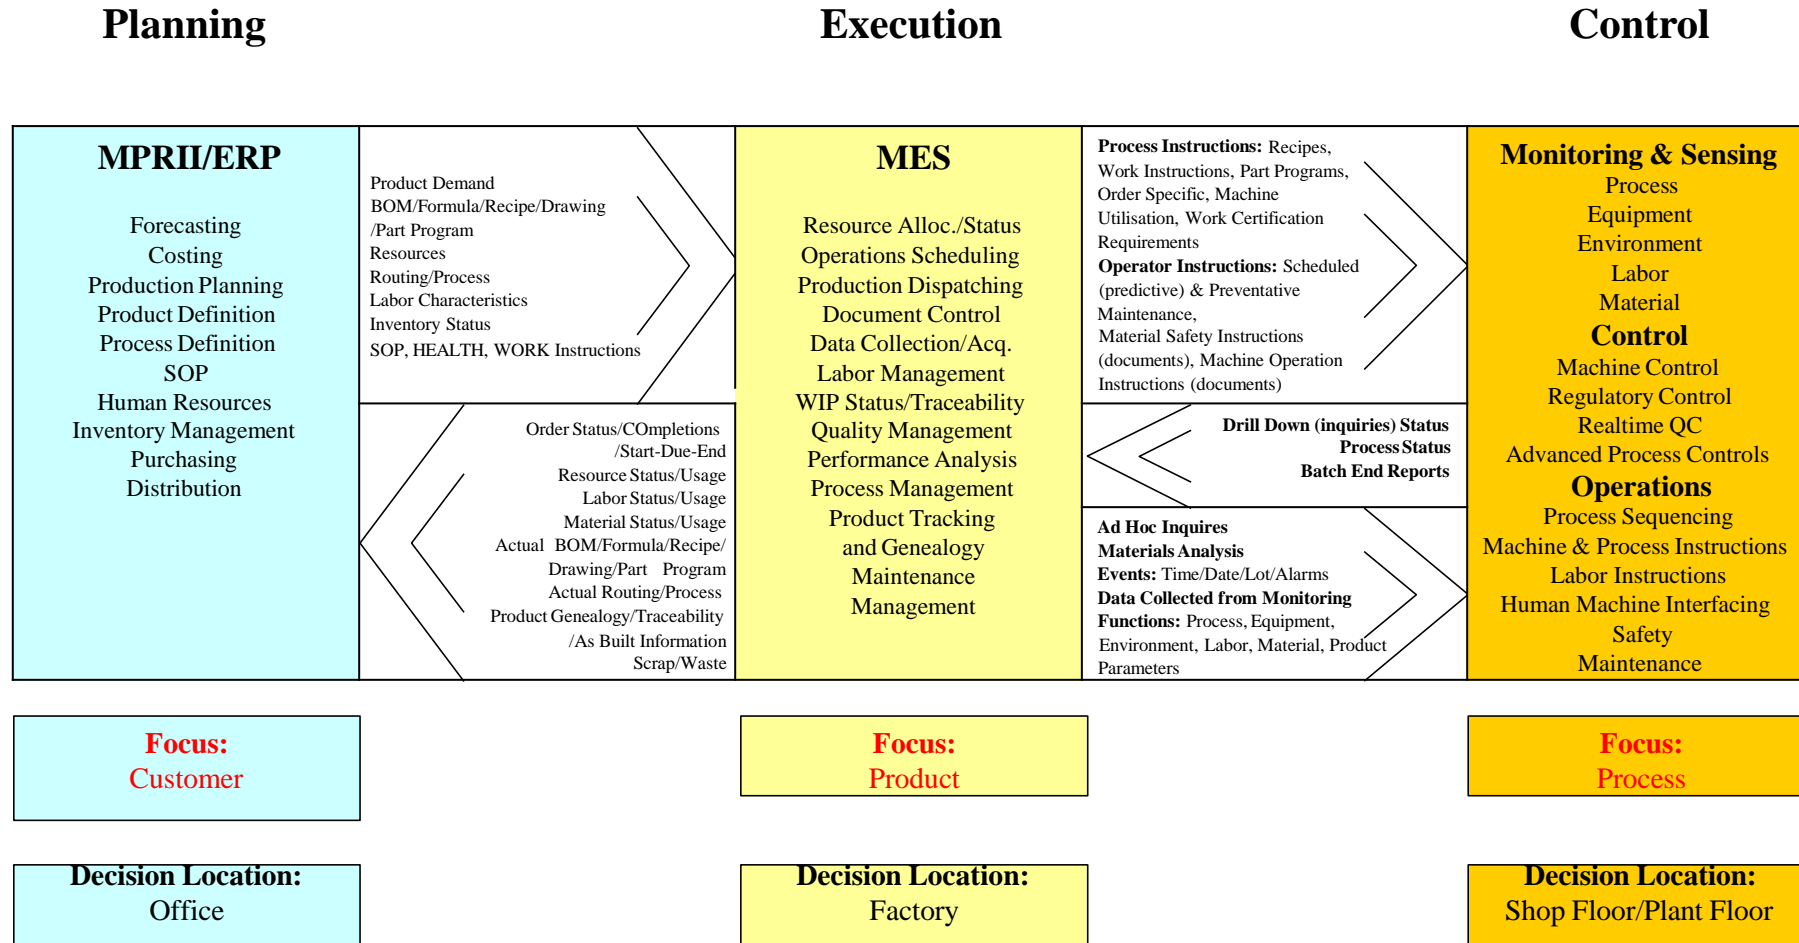 Planning
Execution
Control
MPRII/ERP
Forecasting
Costing
Production Planning
Product Definition
Process Definition
SOP
Human Resources
Inventory Management
Purchasing
Distribution
Product Demand
BOM/Formula/Recipe/Drawing
/Part Program
Resources
Routing/Process
Labor Characteristics
Inventory Status
SOP, HEALTH, WORK Instructions
Order Status/COmpletions
/Start-Due-End
Resource Status/Usage
Labor Status/Usage
Material Status/Usage
Actual BOM/Formula/Recipe/
Drawing/Part Program
Actual Routing/Process
Product Genealogy/Traceability
/As Built Information
Scrap/Waste
MES
Resource Alloc./Status
Operations Scheduling
Production Dispatching
Document Control
Data Collection/Acq.
Labor Management
WIP Status/Traceability
Quality Management
Performance Analysis
Process Management
Product Tracking
and Genealogy
Maintenance
Management
Process Instructions: Recipes,
Work Instructions, Part Programs,
Order Specific, Machine
Utilisation, Work Certification
Requirements
Operator Instructions: Scheduled
(predictive) & Preventative
Maintenance,
Material Safety Instructions
(documents), Machine Operation
Instructions (documents)
Drill Down (inquiries) Status
Process Status
Batch End Reports
Ad Hoc Inquires
Materials Analysis
Events: Time/Date/Lot/Alarms
Data Collected from Monitoring
Functions: Process, Equipment,
Environment, Labor, Material, Product
Parameters
Monitoring & Sensing
Process
Equipment
Environment
Labor
Material
Control
Machine Control
Regulatory Control
Realtime QC
Advanced Process Controls
Operations
Process Sequencing
Machine & Process Instructions
Labor Instructions
Human Machine Interfacing
Safety
Maintenance
Focus:
Customer
Focus:
Product
Focus:
Process
Decision Location:
Office
Decision Location:
Factory
Decision Location:
Shop Floor/Plant Floor